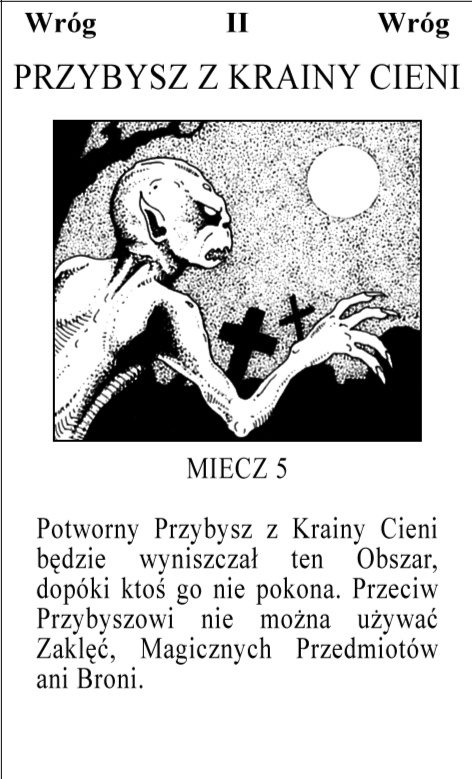 Wróg II Wróg
PRZYBYSZ Z KRAINY CIENI
MIECZ 5
Potworny Przybysz z Krainy Cieni
będzie wyniszczał ten Obszar,
dopóki ktoś go nie pokona. Przeciw
Przybyszowi nie można używać
Zaklęć, Magicznych Przedmiotów
ani Broni.